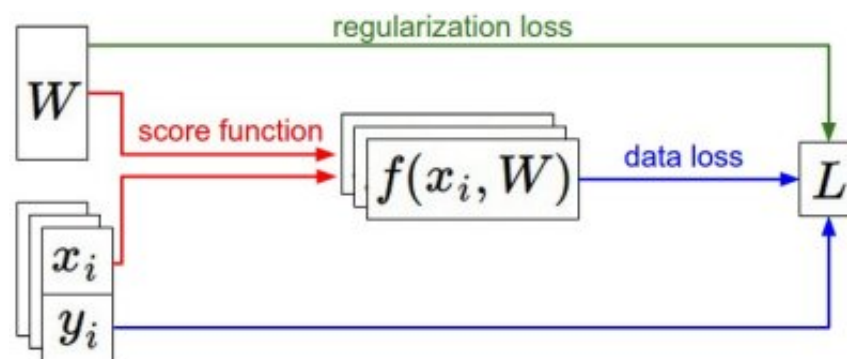 regularization loss
W
score function
f(x_i, W)
data loss
L
x_i
y_i